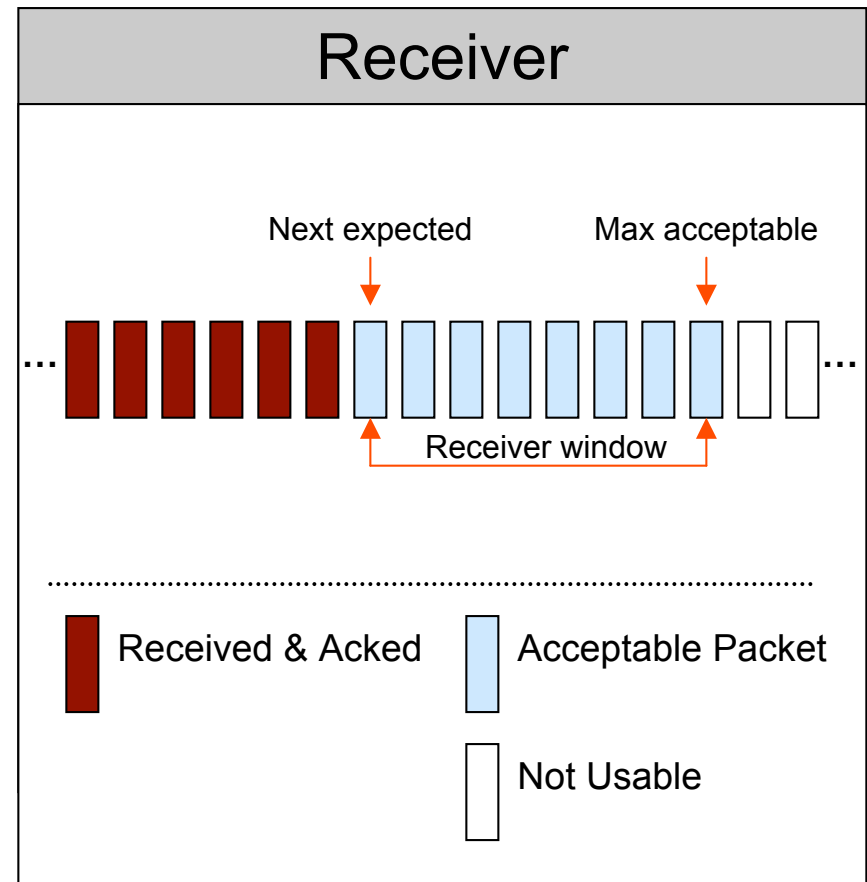 Receiver
Next expected Max acceptable
... ...
Receiver window
Received & Acked Acceptable Packet
Not Usable